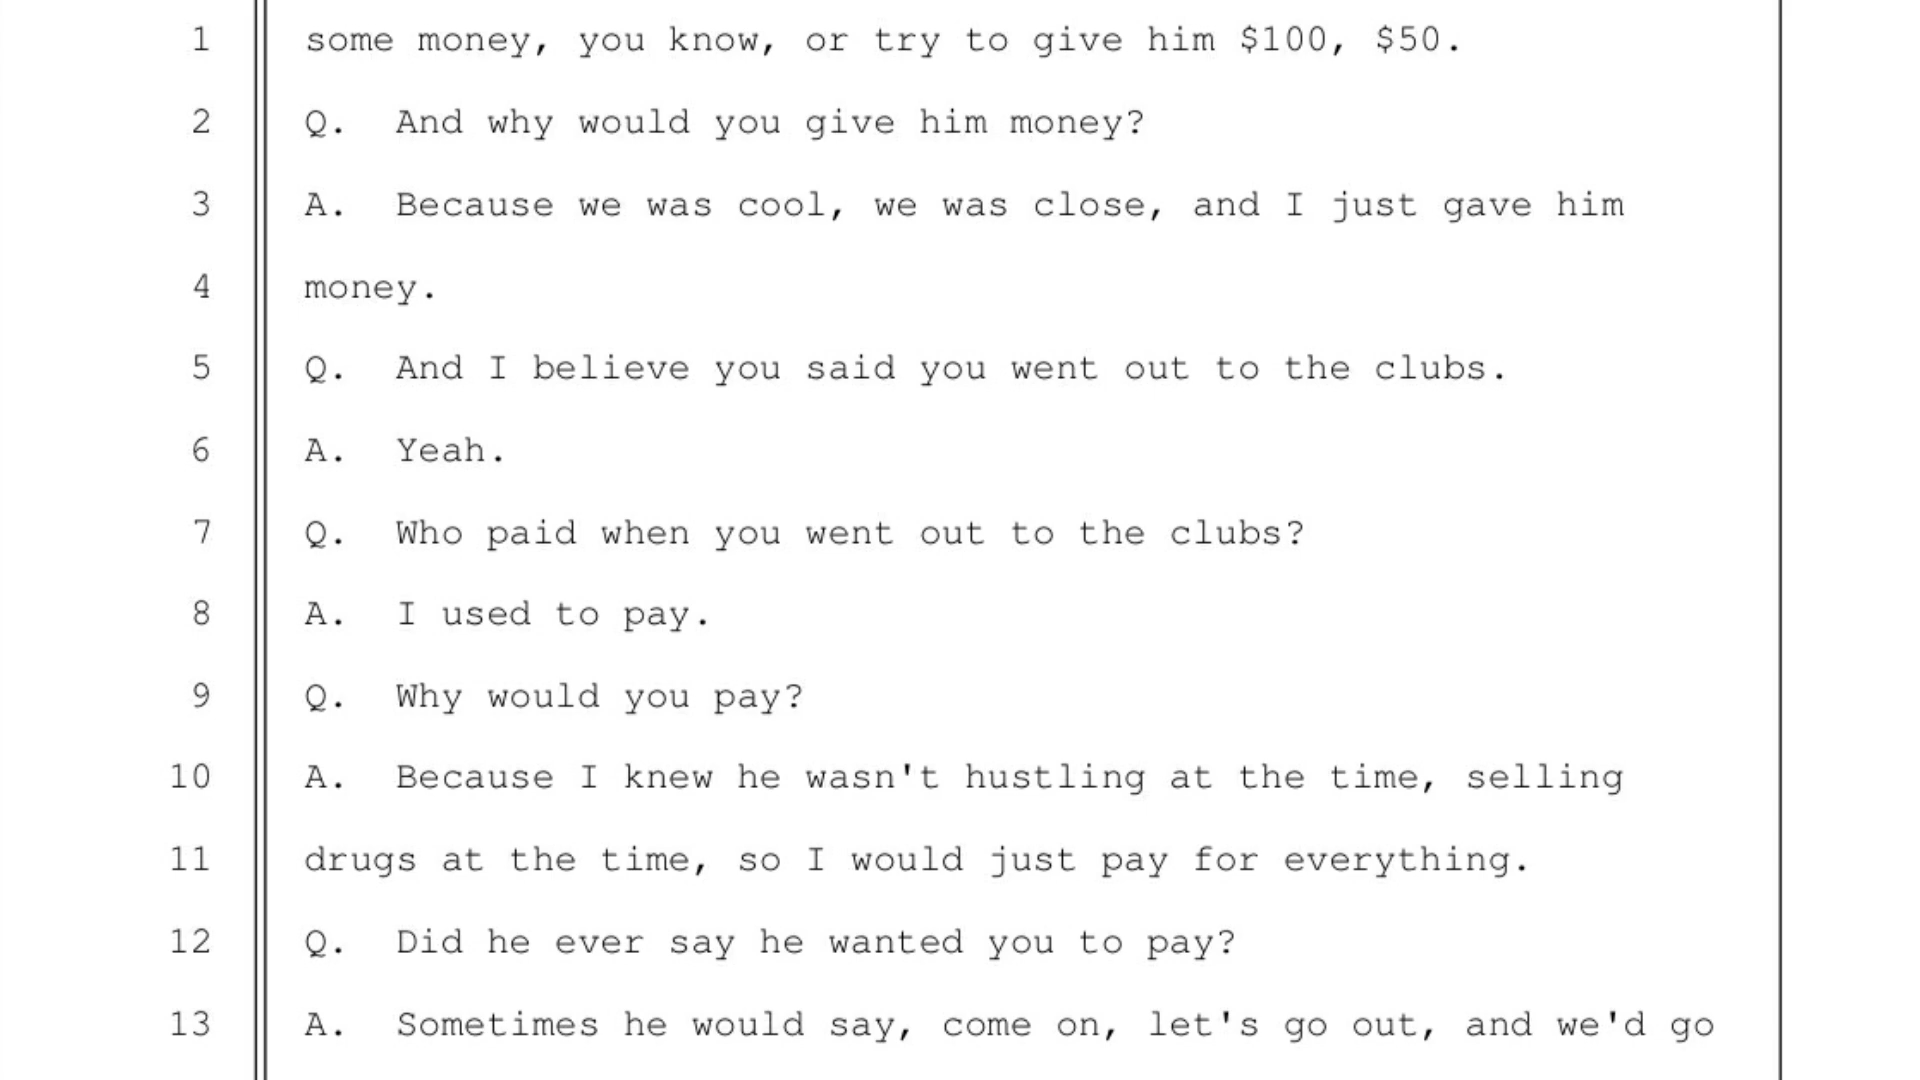 1 some money, you know, or try to give him $100, $50.
2 Q. And why would you give him money?
3 A. Because we was cool, we was close, and I just gave him
4 money.
5 Q. And I believe you said you went out to the clubs.
6 A. Yeah.
7 Q. Who paid when you went out to the clubs?
8 A. I used to pay.
9 Q. Why would you pay?
10 A. Because I knew he wasn't hustling at the time, selling
11 drugs at the time, so I would just pay for everything.
12 Q. Did he ever say he wanted you to pay?
13 A. Sometimes he would say, come on, let's go out, and we'd go